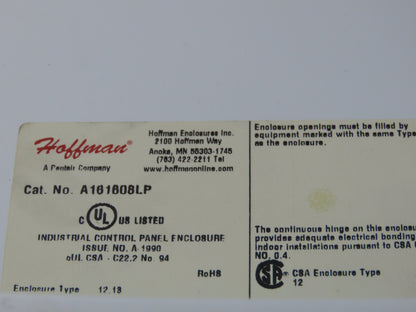 Hoffman®
A Pentair Company
Hoffman Enclosures Inc.
2100 Hoffman Way
Anoka, MN 55303-1745
(763) 422-2211 Tel
www.hoffmanonline.com
Cat. No. A161608LP
C UL US LISTED
INDUSTRIAL CONTROL PANEL ENCLOSURE
ISSUE NO. A-1990
cUL CSA - C22.2 No. 94
RoHS
Enclosure Type 12,13
Enclosure openings must be filled by
equipment marked with the same Type
as the enclosure.
The continuous hinge on this enclosu
provides adequate electrical bonding
indoor installations pursuant to CSA
NO. 0.4.
CSA Enclosure Type
12